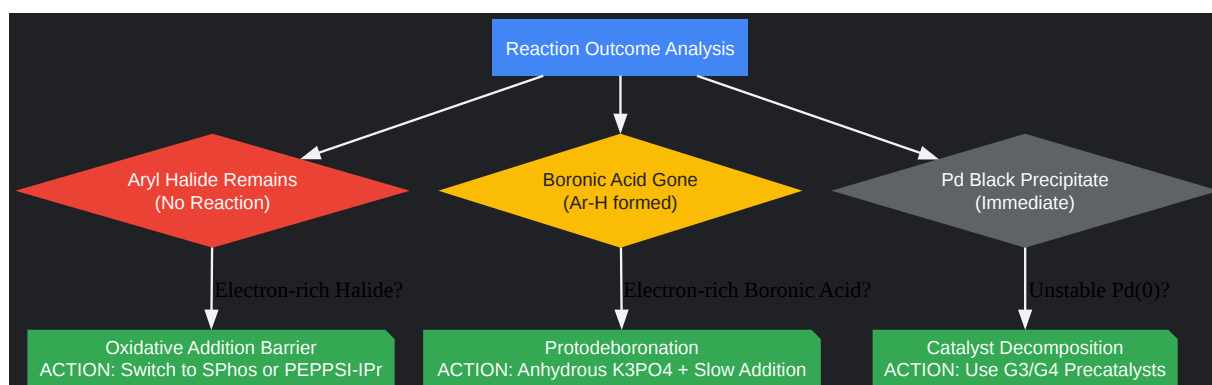 Reaction Outcome Analysis
Aryl Halide Remains
(No Reaction)
Boronic Acid Gone
(Ar-H formed)
Pd Black Precipitate
(Immediate)
Electron-rich Halide?
Electron-rich Boronic Acid?
Unstable Pd(0)?
Oxidative Addition Barrier
ACTION: Switch to SPhos or PEPPSI-IPr
Protodeboronation
ACTION: Anhydrous K3PO4 + Slow Addition
Catalyst Decomposition
ACTION: Use G3/G4 Precatalysts